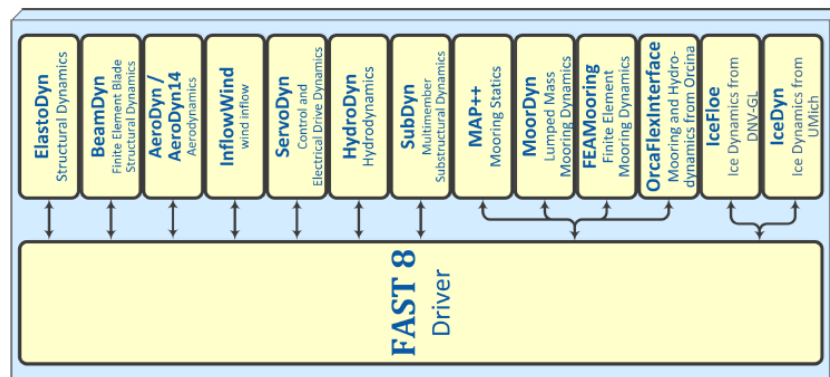 ElastoDyn
Structural Dynamics
BeamDyn
Finite Element Blade
Structural Dynamics
AeroDyn /
AeroDyn14
Aerodynamics
InflowWind
wind inflow
ServoDyn
Control and
Electrical Drive Dynamics
HydroDyn
Hydrodynamics
SubDyn
Multimember
Substructural Dynamics
MAP++
Mooring Statics
MoorDyn
Lumped Mass
Mooring Dynamics
FEAMooring
Finite Element
Mooring Dynamics
OrcaFlexInterface
Mooring and Hydro-
dynamics from Orcina
IceFloe
Ice Dynamics from
DNV-GL
IceDyn
Ice Dynamics from
UMich
FAST 8
Driver